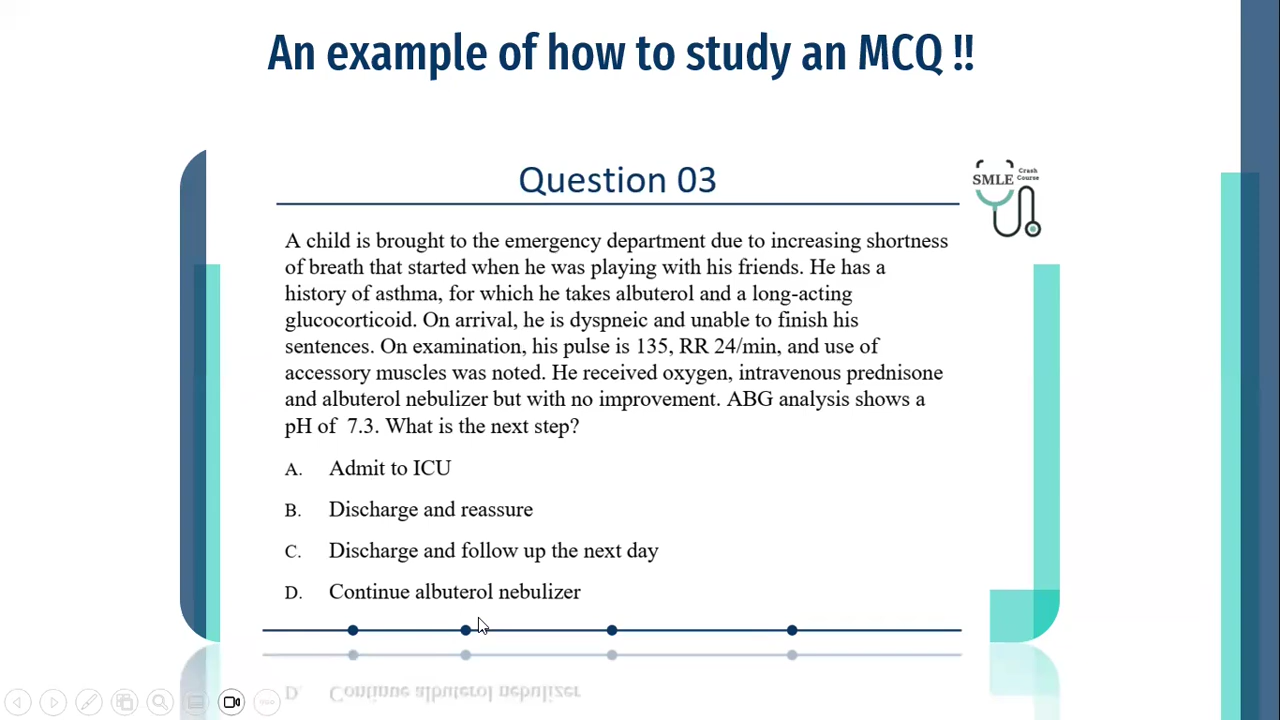 An example of how to study an MCQ !!
Question 03
SMLE Crash Course
A child is brought to the emergency department due to increasing shortness
of breath that started when he was playing with his friends. He has a
history of asthma, for which he takes albuterol and a long-acting
glucocorticoid. On arrival, he is dyspneic and unable to finish his
sentences. On examination, his pulse is 135, RR 24/min, and use of
accessory muscles was noted. He received oxygen, intravenous prednisone
and albuterol nebulizer but with no improvement. ABG analysis shows a
pH of 7.3. What is the next step?
A. Admit to ICU
B. Discharge and reassure
C. Discharge and follow up the next day
D. Continue albuterol nebulizer
D. Continue albuterol nebulizer